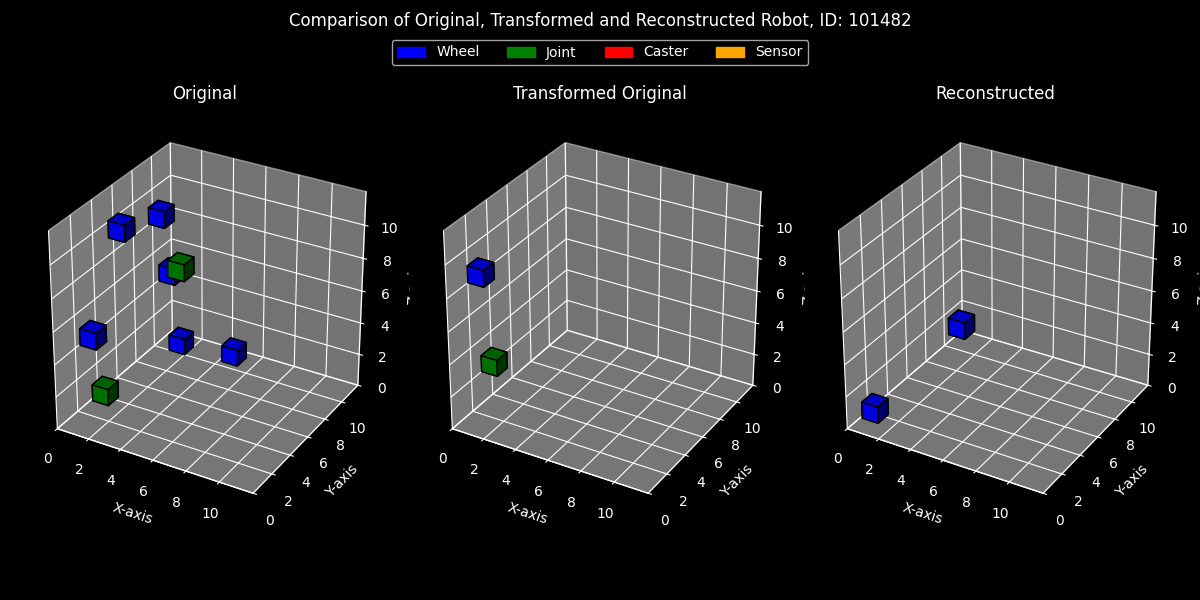 Comparison of Original, Transformed and Reconstructed Robot, ID: 101482
Wheel Joint Caster Sensor
Original Transformed Original Reconstructed
10 10 10
8 8 8
6 6 6
4 4 4
2 2 2
0 0 0
0 2 4 6 8 10 0 2 4 6 8 10 0 2 4 6 8 10
X-axis X-axis X-axis
0 2 4 6 8 10 0 2 4 6 8 10 0 2 4 6 8 10
Y-axis Y-axis Y-axis